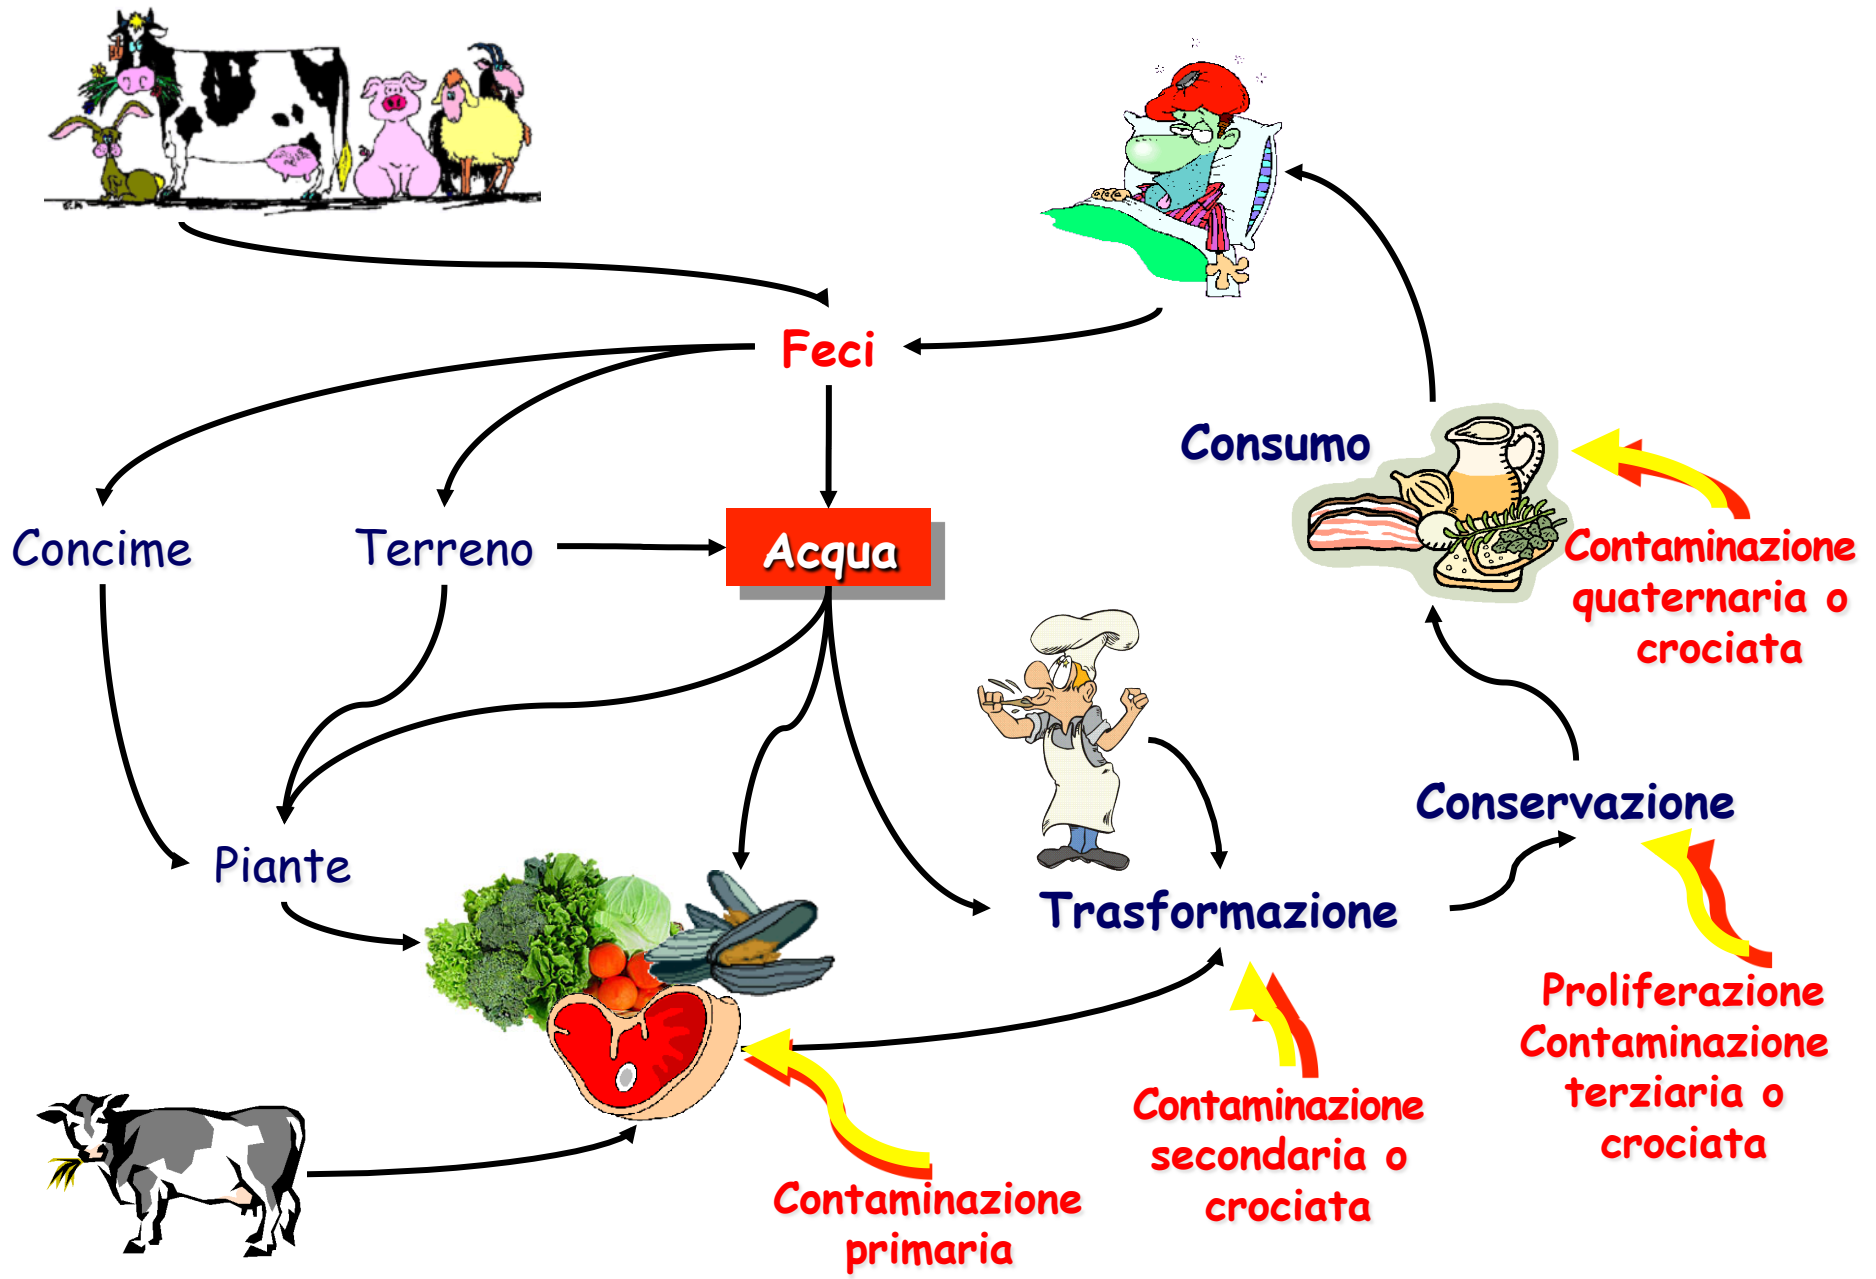 Feci
Consumo
Concime
Terreno
Acqua
Contaminazione
quaternaria o
crociata
Conservazione
Piante
Trasformazione
Proliferazione
Contaminazione
terziaria o
crociata
Contaminazione
secondaria o
crociata
Contaminazione
primaria